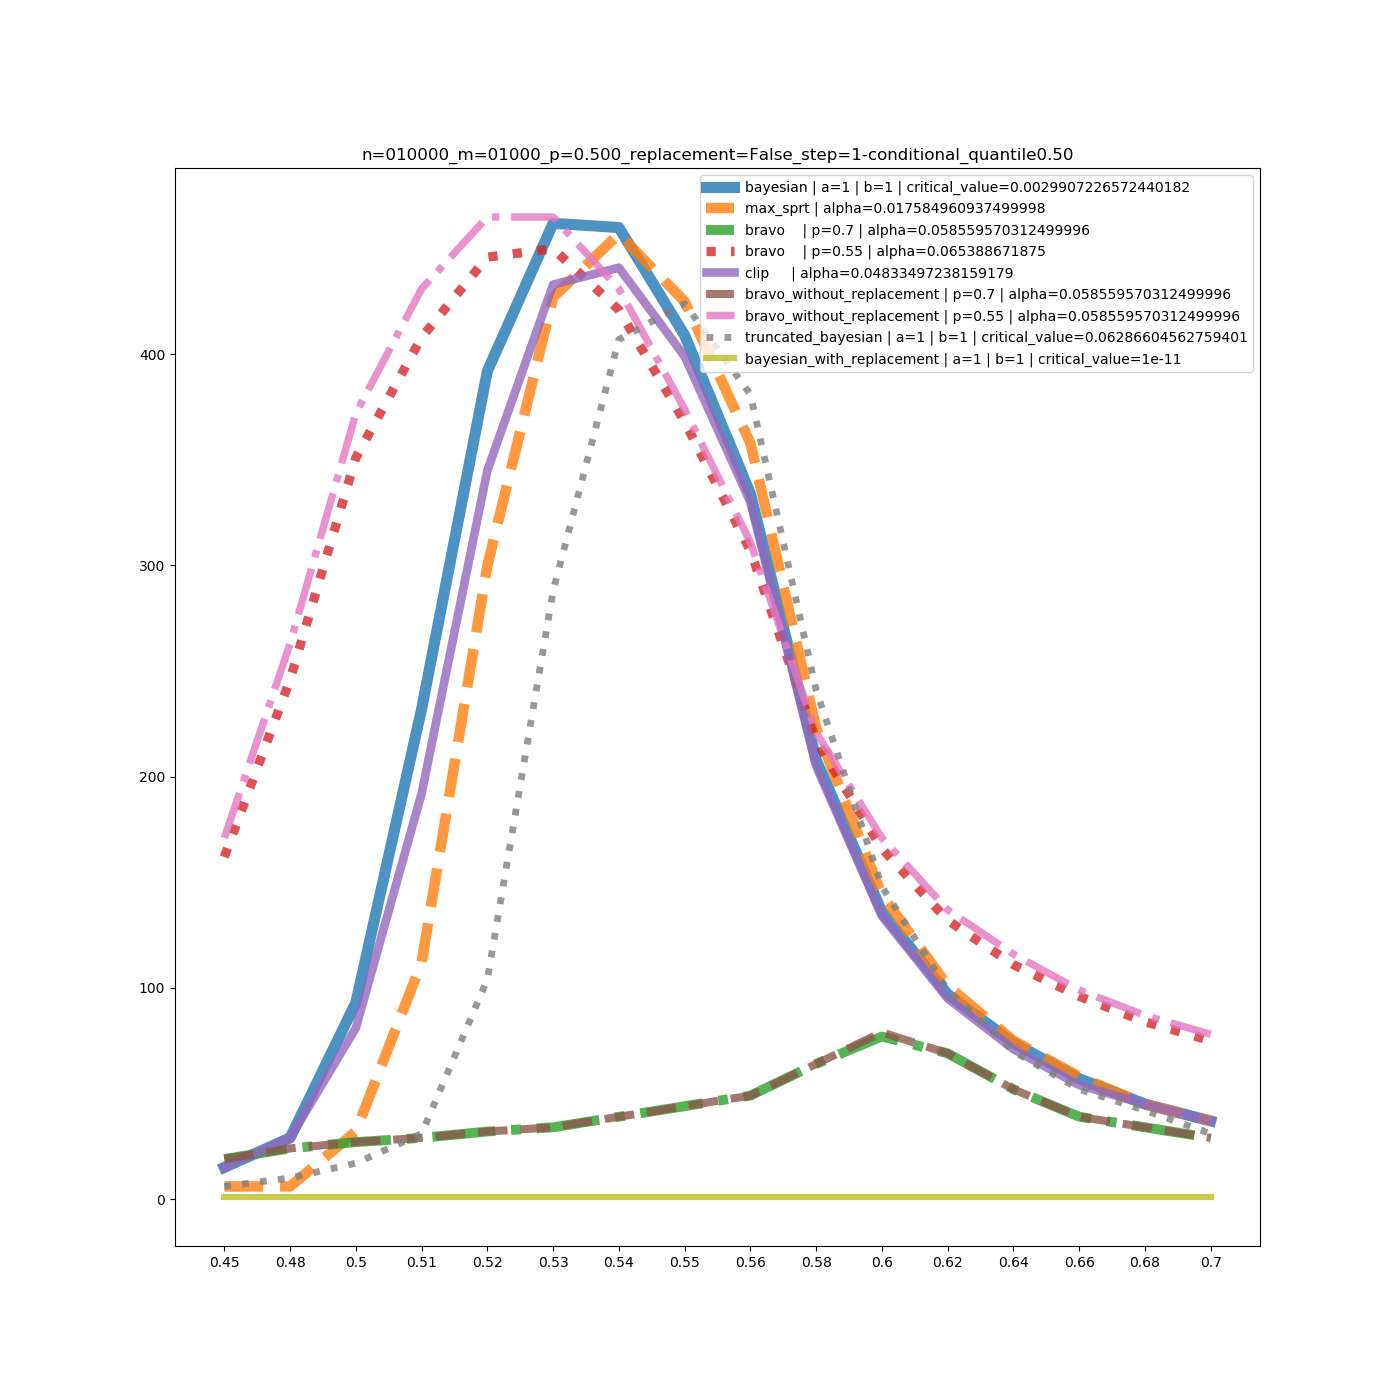 n=010000_m=01000_p=0.500_replacement=False_step=1-conditional_quantile0.50
bayesian | a=1 | b=1 | critical_value=0.0029907226572440182
max_sprt | alpha=0.017584960937499998
bravo | p=0.7 | alpha=0.058559570312499996
bravo | p=0.55 | alpha=0.065388671875
clip | alpha=0.04833497238159179
bravo_without_replacement | p=0.7 | alpha=0.058559570312499996
bravo_without_replacement | p=0.55 | alpha=0.058559570312499996
truncated_bayesian | a=1 | b=1 | critical_value=0.06286604562759401
bayesian_with_replacement | a=1 | b=1 | critical_value=1e-11
400
300
200
100
0
0.45 0.48 0.5 0.51 0.52 0.53 0.54 0.55 0.56 0.58 0.6 0.62 0.64 0.66 0.68 0.7